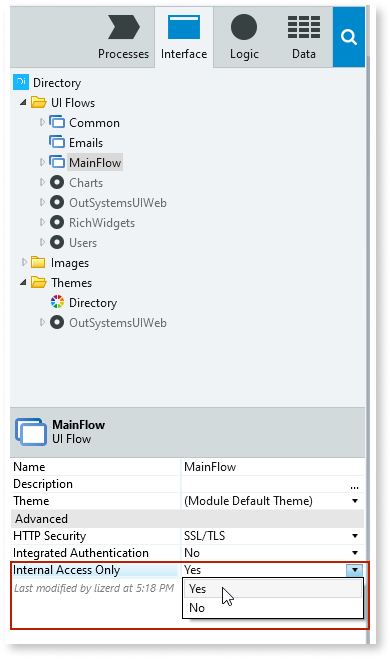 Processes Interface Logic Data
Di Directory
UI Flows
Common
Emails
MainFlow
Charts
OutSystemsUIWeb
RichWidgets
Users
Images
Themes
Directory
OutSystemsUIWeb
MainFlow
UI Flow
Name MainFlow
Description ...
Theme (Module Default Theme)
Advanced
HTTP Security SSL/TLS
Integrated Authentication No
Internal Access Only Yes
Last modified by lizerd at 5:18 PM Yes
No